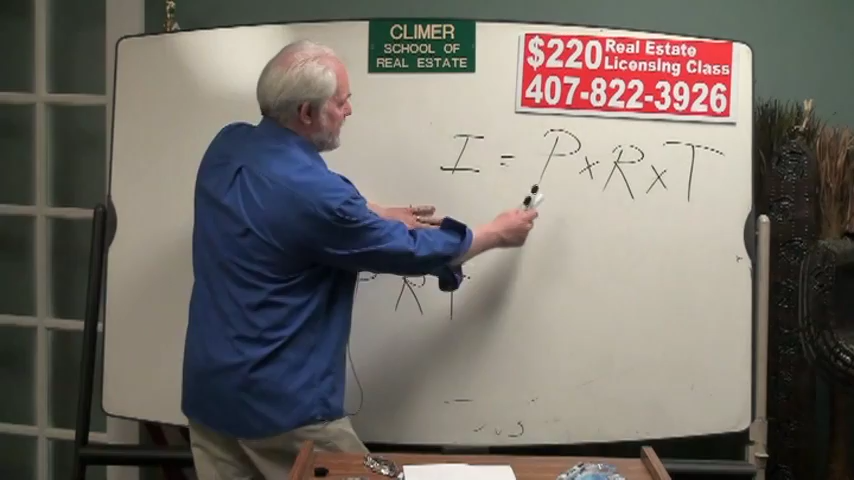 CLIMER
SCHOOL OF
REAL ESTATE
$220 Real Estate
Licensing Class
407-822-3926
I = P x R x T
P R T